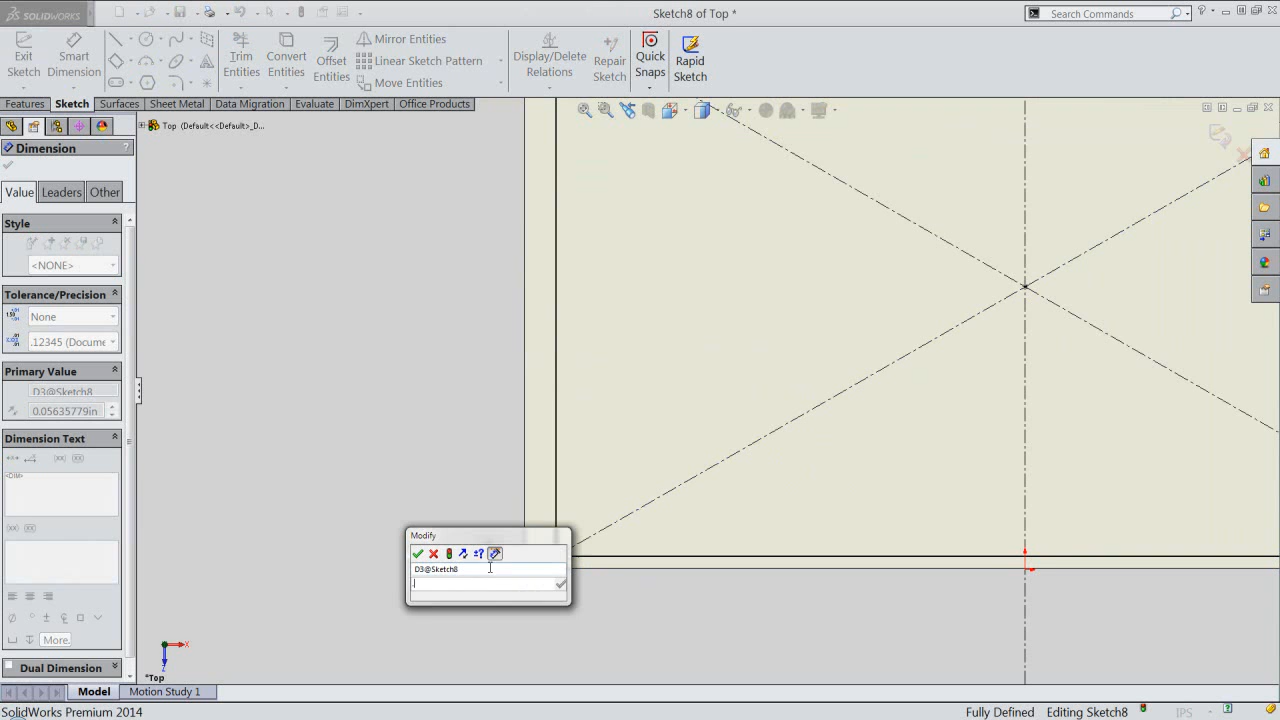 SOLIDWORKS
Sketch8 of Top *
Search Commands
Exit Sketch
Smart Dimension
Trim Entities
Convert Entities
Offset Entities
Mirror Entities
Linear Sketch Pattern
Move Entities
Display/Delete Relations
Repair Sketch
Quick Snaps
Rapid Sketch
Features
Sketch
Surfaces
Sheet Metal
Data Migration
Evaluate
DimXpert
Office Products
Top (Default<<Default>_D...
Dimension
Value
Leaders
Other
Style
<NONE>
Tolerance/Precision
None
.12345 (Docume
Primary Value
D3@Sketch8
0.05635779in
Dimension Text
<DIM>
More.
Dual Dimension
Modify
D3@Sketch8
.
X
Z
*Top
Model
Motion Study 1
SolidWorks Premium 2014
Fully Defined
Editing Sketch8
IPS